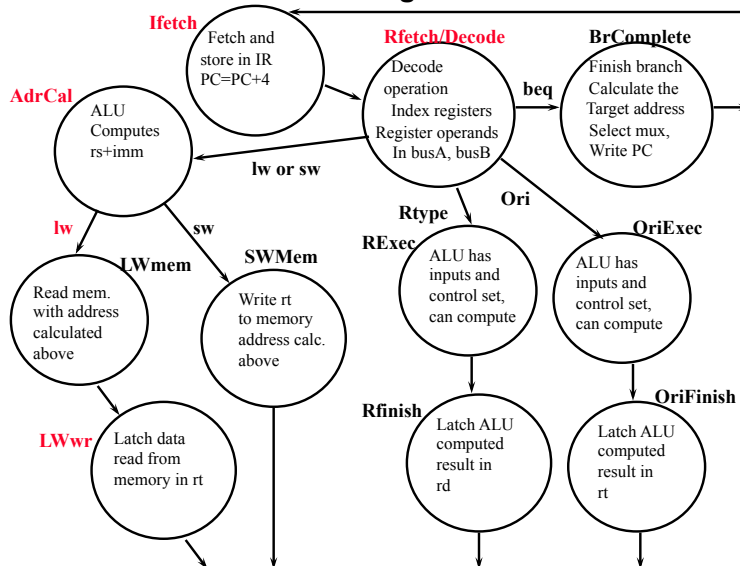 Ifetch
Fetch and
store in IR
PC=PC+4
Rfetch/Decode
Decode
operation
Index registers
Register operands
In busA, busB
beq
BrComplete
Finish branch
Calculate the
Target address
Select mux,
Write PC
AdrCal
ALU
Computes
rs+imm
lw or sw
lw
sw
LWmem
Read mem.
with address
calculated
above
SWMem
Write rt
to memory
address calc.
above
Rtype
RExec
ALU has
inputs and
control set,
can compute
Ori
OriExec
ALU has
inputs and
control set,
can compute
LWwr
Latch data
read from
memory in rt
Rfinish
Latch ALU
computed
result in
rd
OriFinish
Latch ALU
computed
result in
rt